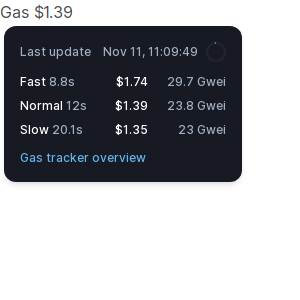 Gas $1.39
Last update Nov 11, 11:09:49
Fast 8.8s $1.74 29.7 Gwei
Normal 12s $1.39 23.8 Gwei
Slow 20.1s $1.35 23 Gwei
Gas tracker overview